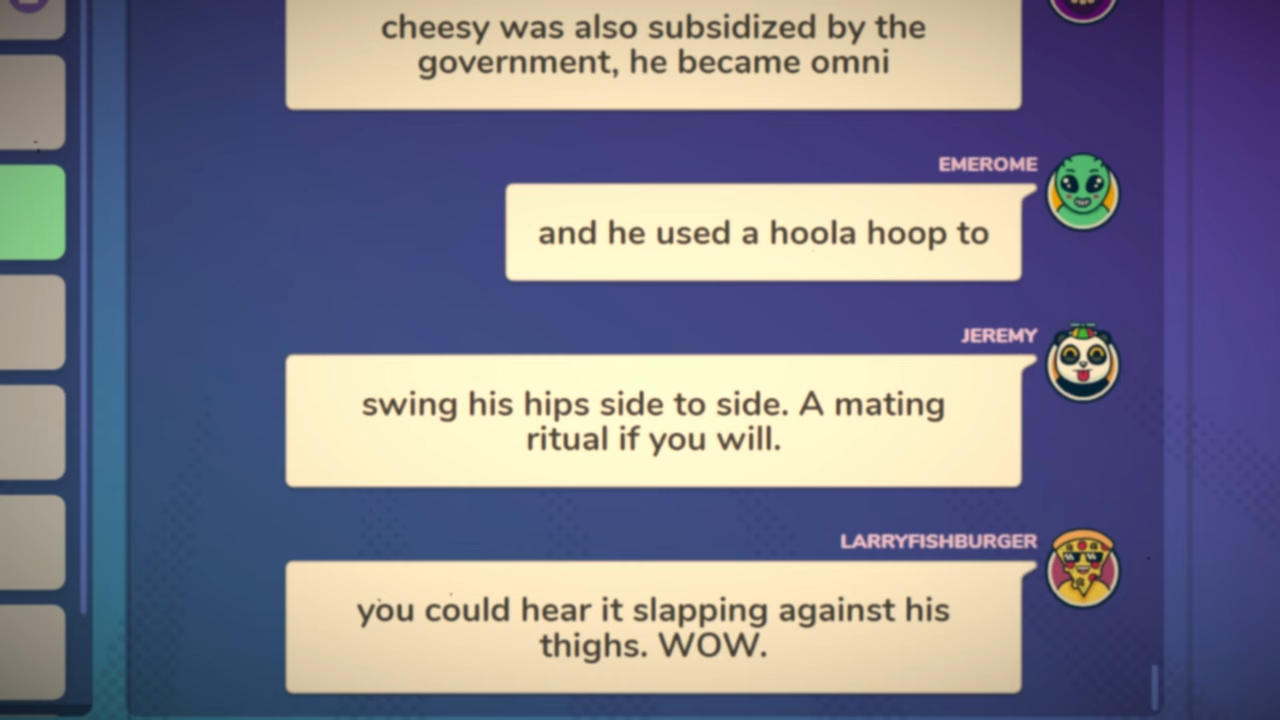 cheesy was also subsidized by the
government, he became omni
EMEROME
and he used a hoola hoop to
JEREMY
swing his hips side to side. A mating
ritual if you will.
LARRYFISHBURGER
you could hear it slapping against his
thighs. WOW.